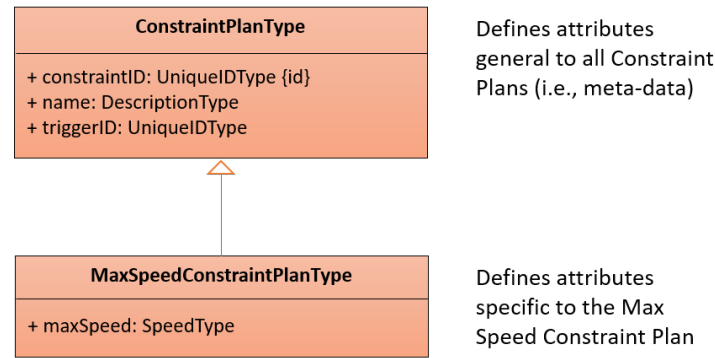 ConstraintPlanType
+ constraintID: UniqueIDType {id}
+ name: DescriptionType
+ triggerID: UniqueIDType
Defines attributes
general to all Constraint
Plans (i.e., meta-data)
MaxSpeedConstraintPlanType
+ maxSpeed: SpeedType
Defines attributes
specific to the Max
Speed Constraint Plan